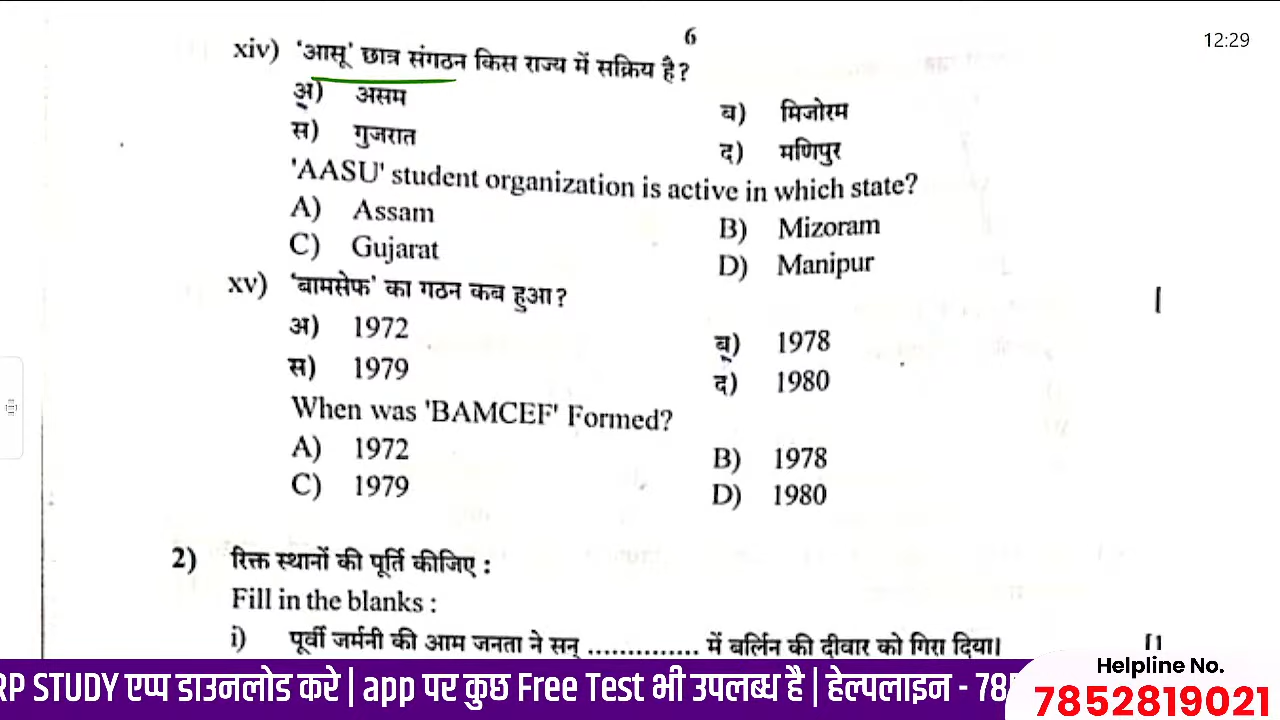 6
12:29
xiv) 'आसू' छात्र संगठन किस राज्य में सक्रिय है?
अ) असम
ब) मिजोरम
स) गुजरात
द) मणिपुर
'AASU' student organization is active in which state?
A) Assam
B) Mizoram
C) Gujarat
D) Manipur
xv) 'बामसेफ' का गठन कब हुआ?
[
अ) 1972
ब) 1978
स) 1979
द) 1980
When was 'BAMCEF' Formed?
A) 1972
B) 1978
C) 1979
D) 1980
2) रिक्त स्थानों की पूर्ति कीजिए :
Fill in the blanks :
i) पूर्वी जर्मनी की आम जनता ने सन् .............. में बर्लिन की दीवार को गिरा दिया।
RP STUDY एप्प डाउनलोड करे | app पर कुछ Free Test भी उपलब्ध है | हेल्पलाइन - 78
Helpline No.
7852819021